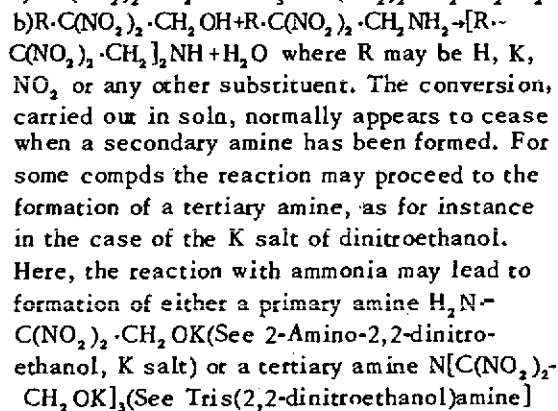 b)R·C(NO₂)₂·CH₂OH+R·C(NO₂)₂·CH₂NH₂→[R·-
C(NO₂)₂·CH₂]₂NH+H₂O where R may be H, K,
NO₂ or any other substituent. The conversion,
carried out in soln, normally appears to cease
when a secondary amine has been formed. For
some compds the reaction may proceed to the
formation of a tertiary amine, as for instance
in the case of the K salt of dinitroethanol.
Here, the reaction with ammonia may lead to
formation of either a primary amine H₂N·-
C(NO₂)₂·CH₂OK(See 2-Amino-2,2-dinitro-
ethanol, K salt) or a tertiary amine N[C(NO₂)₂-
CH₂OK]₃(See Tris(2,2-dinitroethanol)amine]